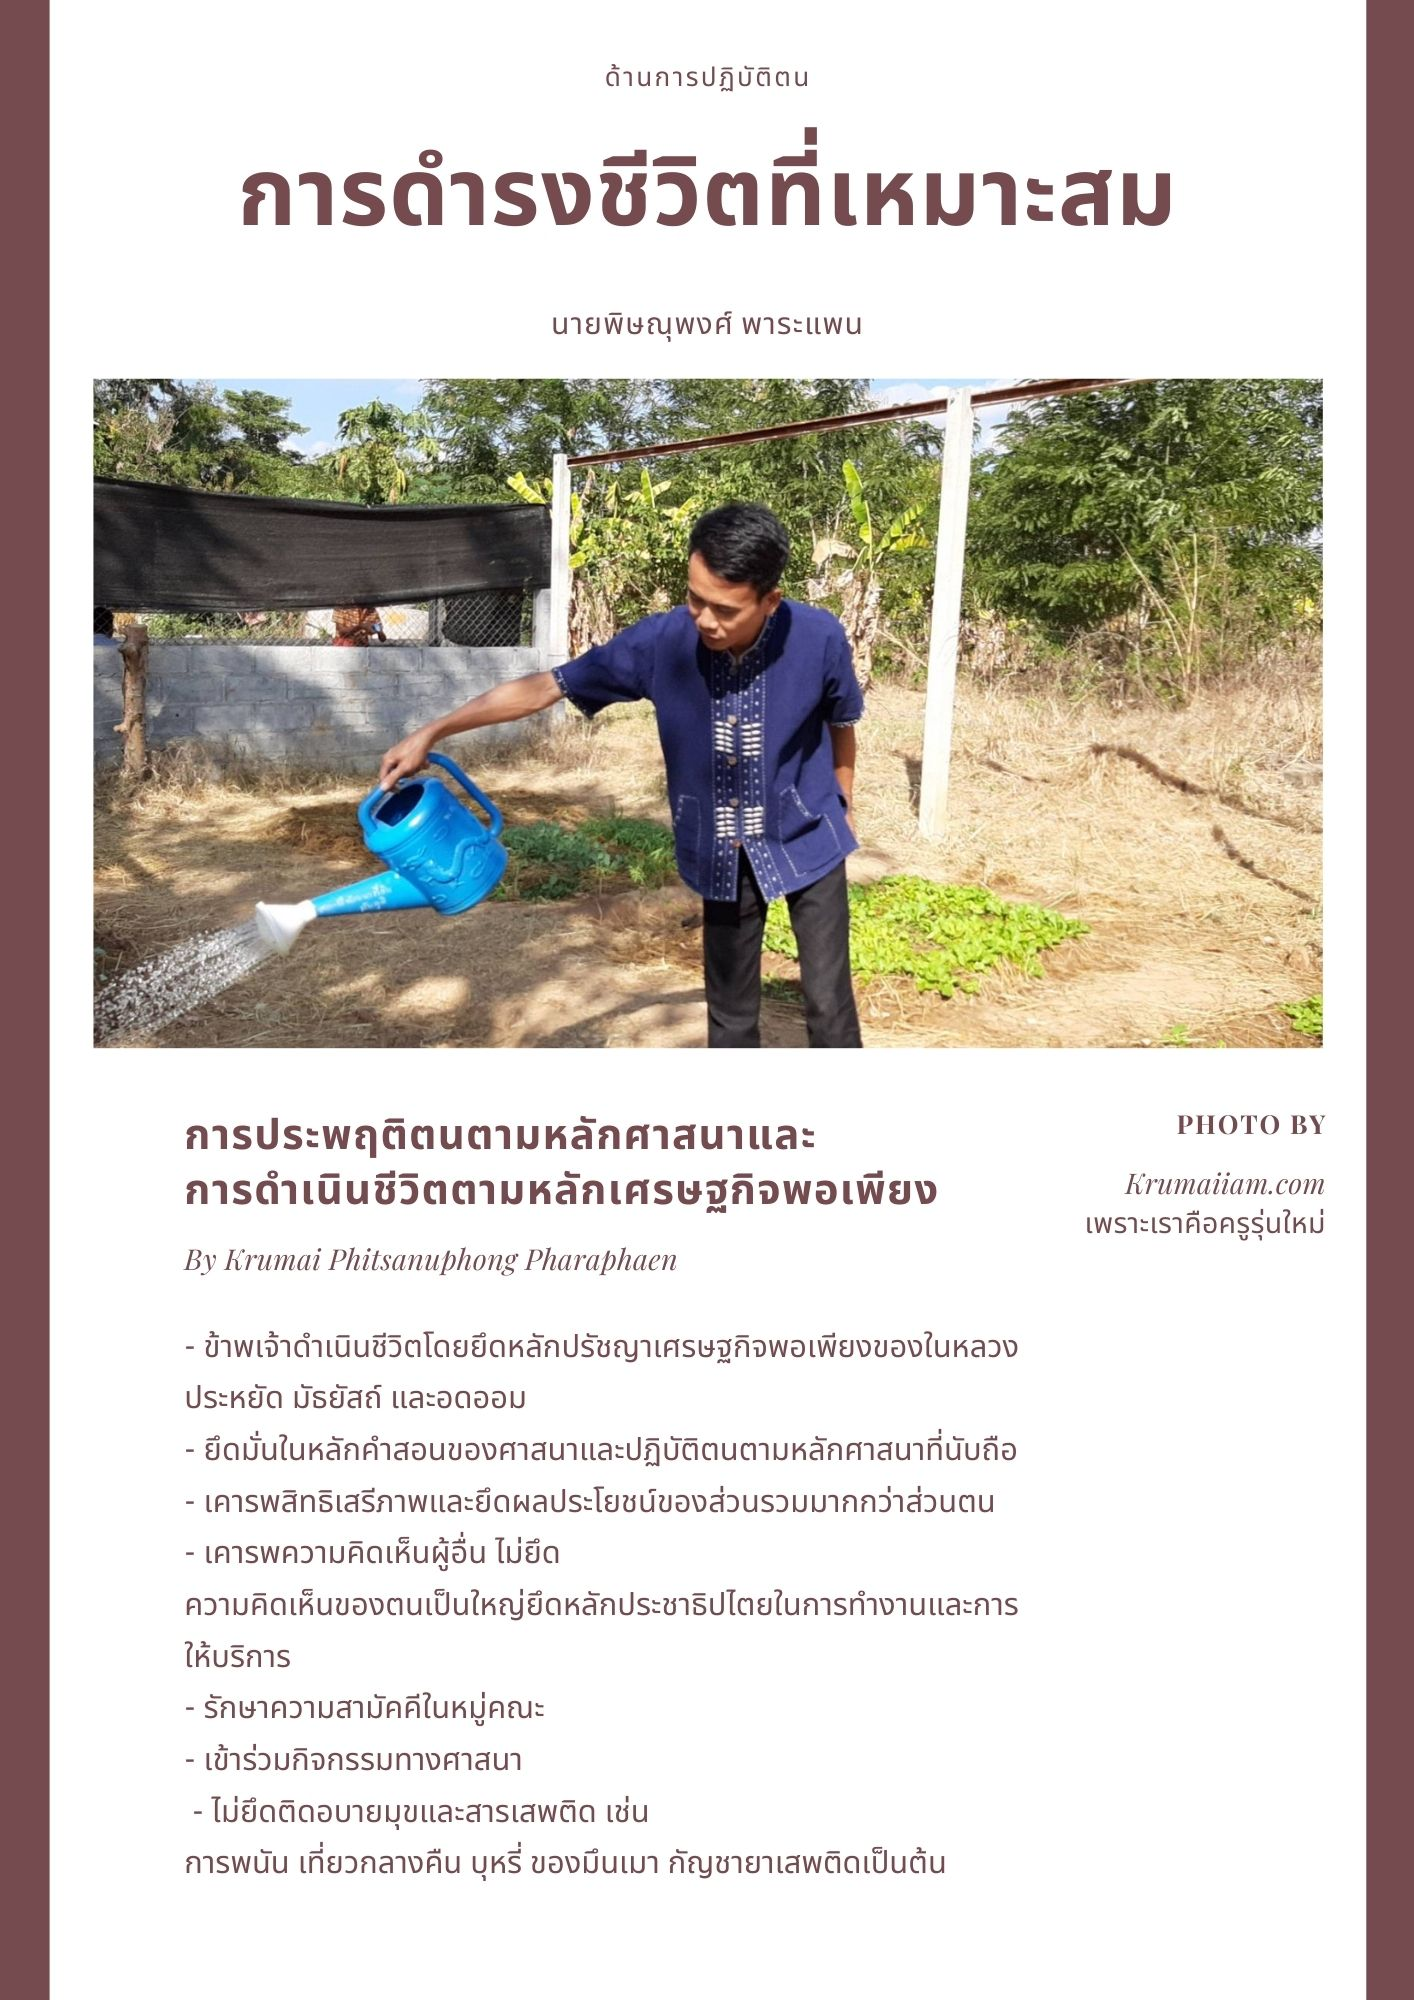 ด้านการปฏิบัติตน
การดำรงชีวิตที่เหมาะสม
นายพิษณุพงศ์ พาระแพน
การประพฤติตนตามหลักศาสนาและ
การดำเนินชีวิตตามหลักเศรษฐกิจพอเพียง
By Krumai Phitsanuphong Pharaphaen
PHOTO BY
Krumaiiam.com
เพราะเราคือครูรุ่นใหม่
- ข้าพเจ้าดำเนินชีวิตโดยยึดหลักปรัชญาเศรษฐกิจพอเพียงของในหลวง
ประหยัด มัธยัสถ์ และอดออม
- ยึดมั่นในหลักคำสอนของศาสนาและปฏิบัติตนตามหลักศาสนาที่นับถือ
- เคารพสิทธิเสรีภาพและยึดผลประโยชน์ของส่วนรวมมากกว่าส่วนตน
- เคารพความคิดเห็นผู้อื่น ไม่ยึด
ความคิดเห็นของตนเป็นใหญ่ยึดหลักประชาธิปไตยในการทำงานและการ
ให้บริการ
- รักษาความสามัคคีในหมู่คณะ
- เข้าร่วมกิจกรรมทางศาสนา
- ไม่ยึดติดอบายมุขและสารเสพติด เช่น
การพนัน เที่ยวกลางคืน บุหรี่ ของมึนเมา กัญชายาเสพติดเป็นต้น